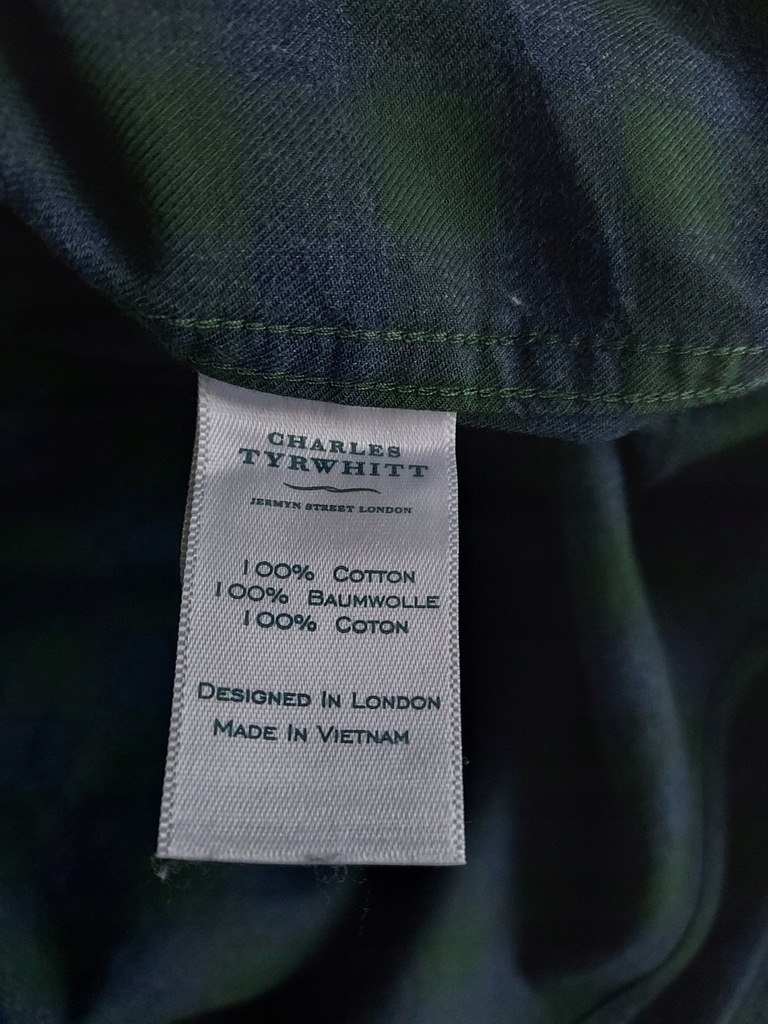 CHARLES
TYRWHITT
JERMYN STREET LONDON
100% COTTON
100% BAUMWOLLE
100% COTON
DESIGNED IN LONDON
MADE IN VIETNAM